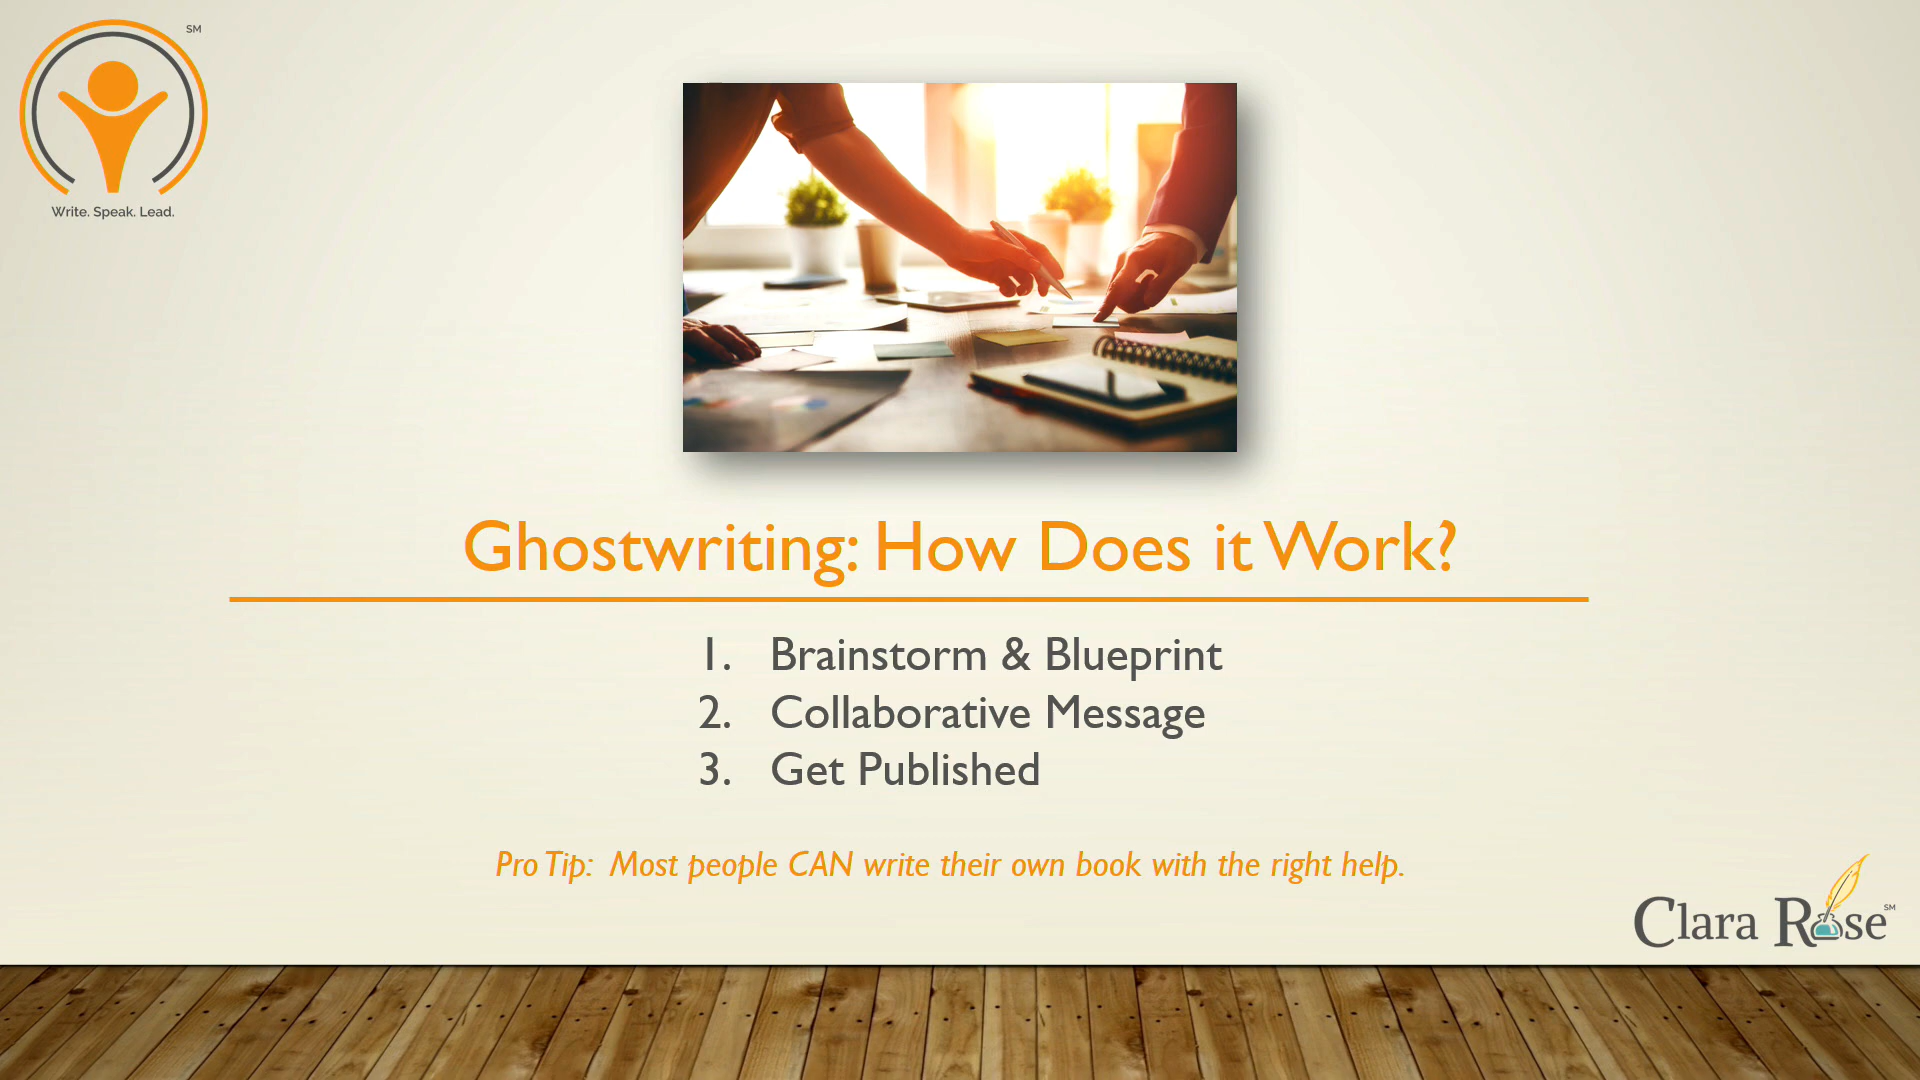 SM
Write. Speak. Lead.
Ghostwriting: How Does it Work?
1. Brainstorm & Blueprint
2. Collaborative Message
3. Get Published
Pro Tip: Most people CAN write their own book with the right help.
Clara Rose SM